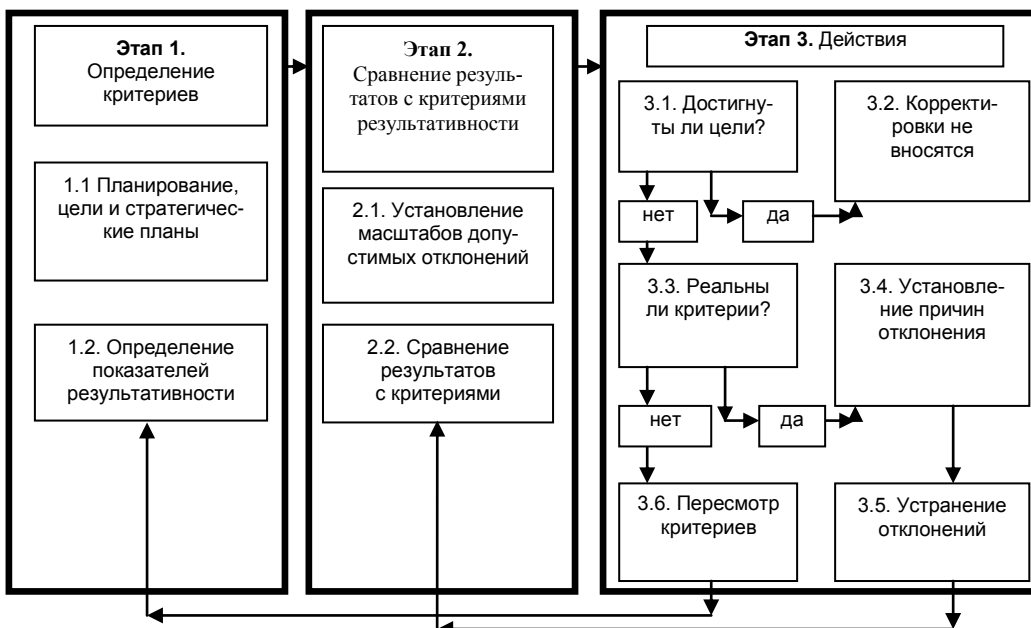 Этап 1.
Определение
критериев
1.1 Планирование,
цели и стратегичес-
кие планы
1.2. Определение
показателей
результативности
Этап 2.
Сравнение резуль-
татов с критериями
результативности
2.1. Установление
масштабов допу-
стимых отклонений
2.2. Сравнение
результатов
с критериями
Этап 3. Действия
3.1. Достигну-
ты ли цели?
3.2. Коррект-
ировки не
вносятся
нет
да
3.3. Реальны
ли критерии?
3.4. Установле-
ние причин
отклонения
нет
да
3.6. Пересмотр
критериев
3.5. Устранение
отклонений